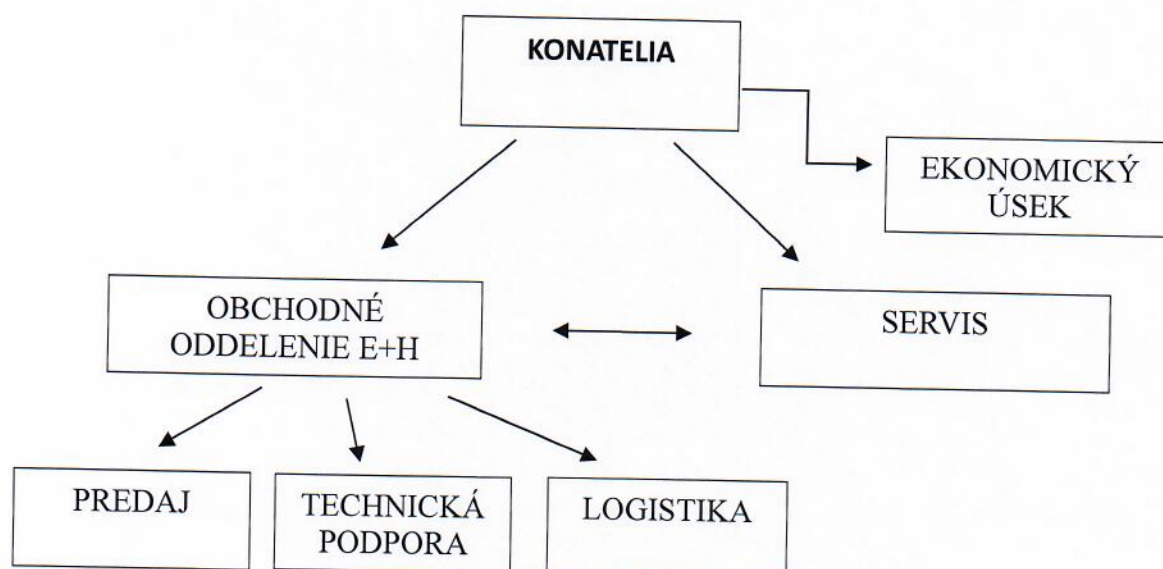 KONATELIA
EKONOMICKÝ
ÚSEK
OBCHODNÉ
ODDELENIE E+H
SERVIS
PREDAJ
TECHNICKÁ
PODPORA
LOGISTIKA